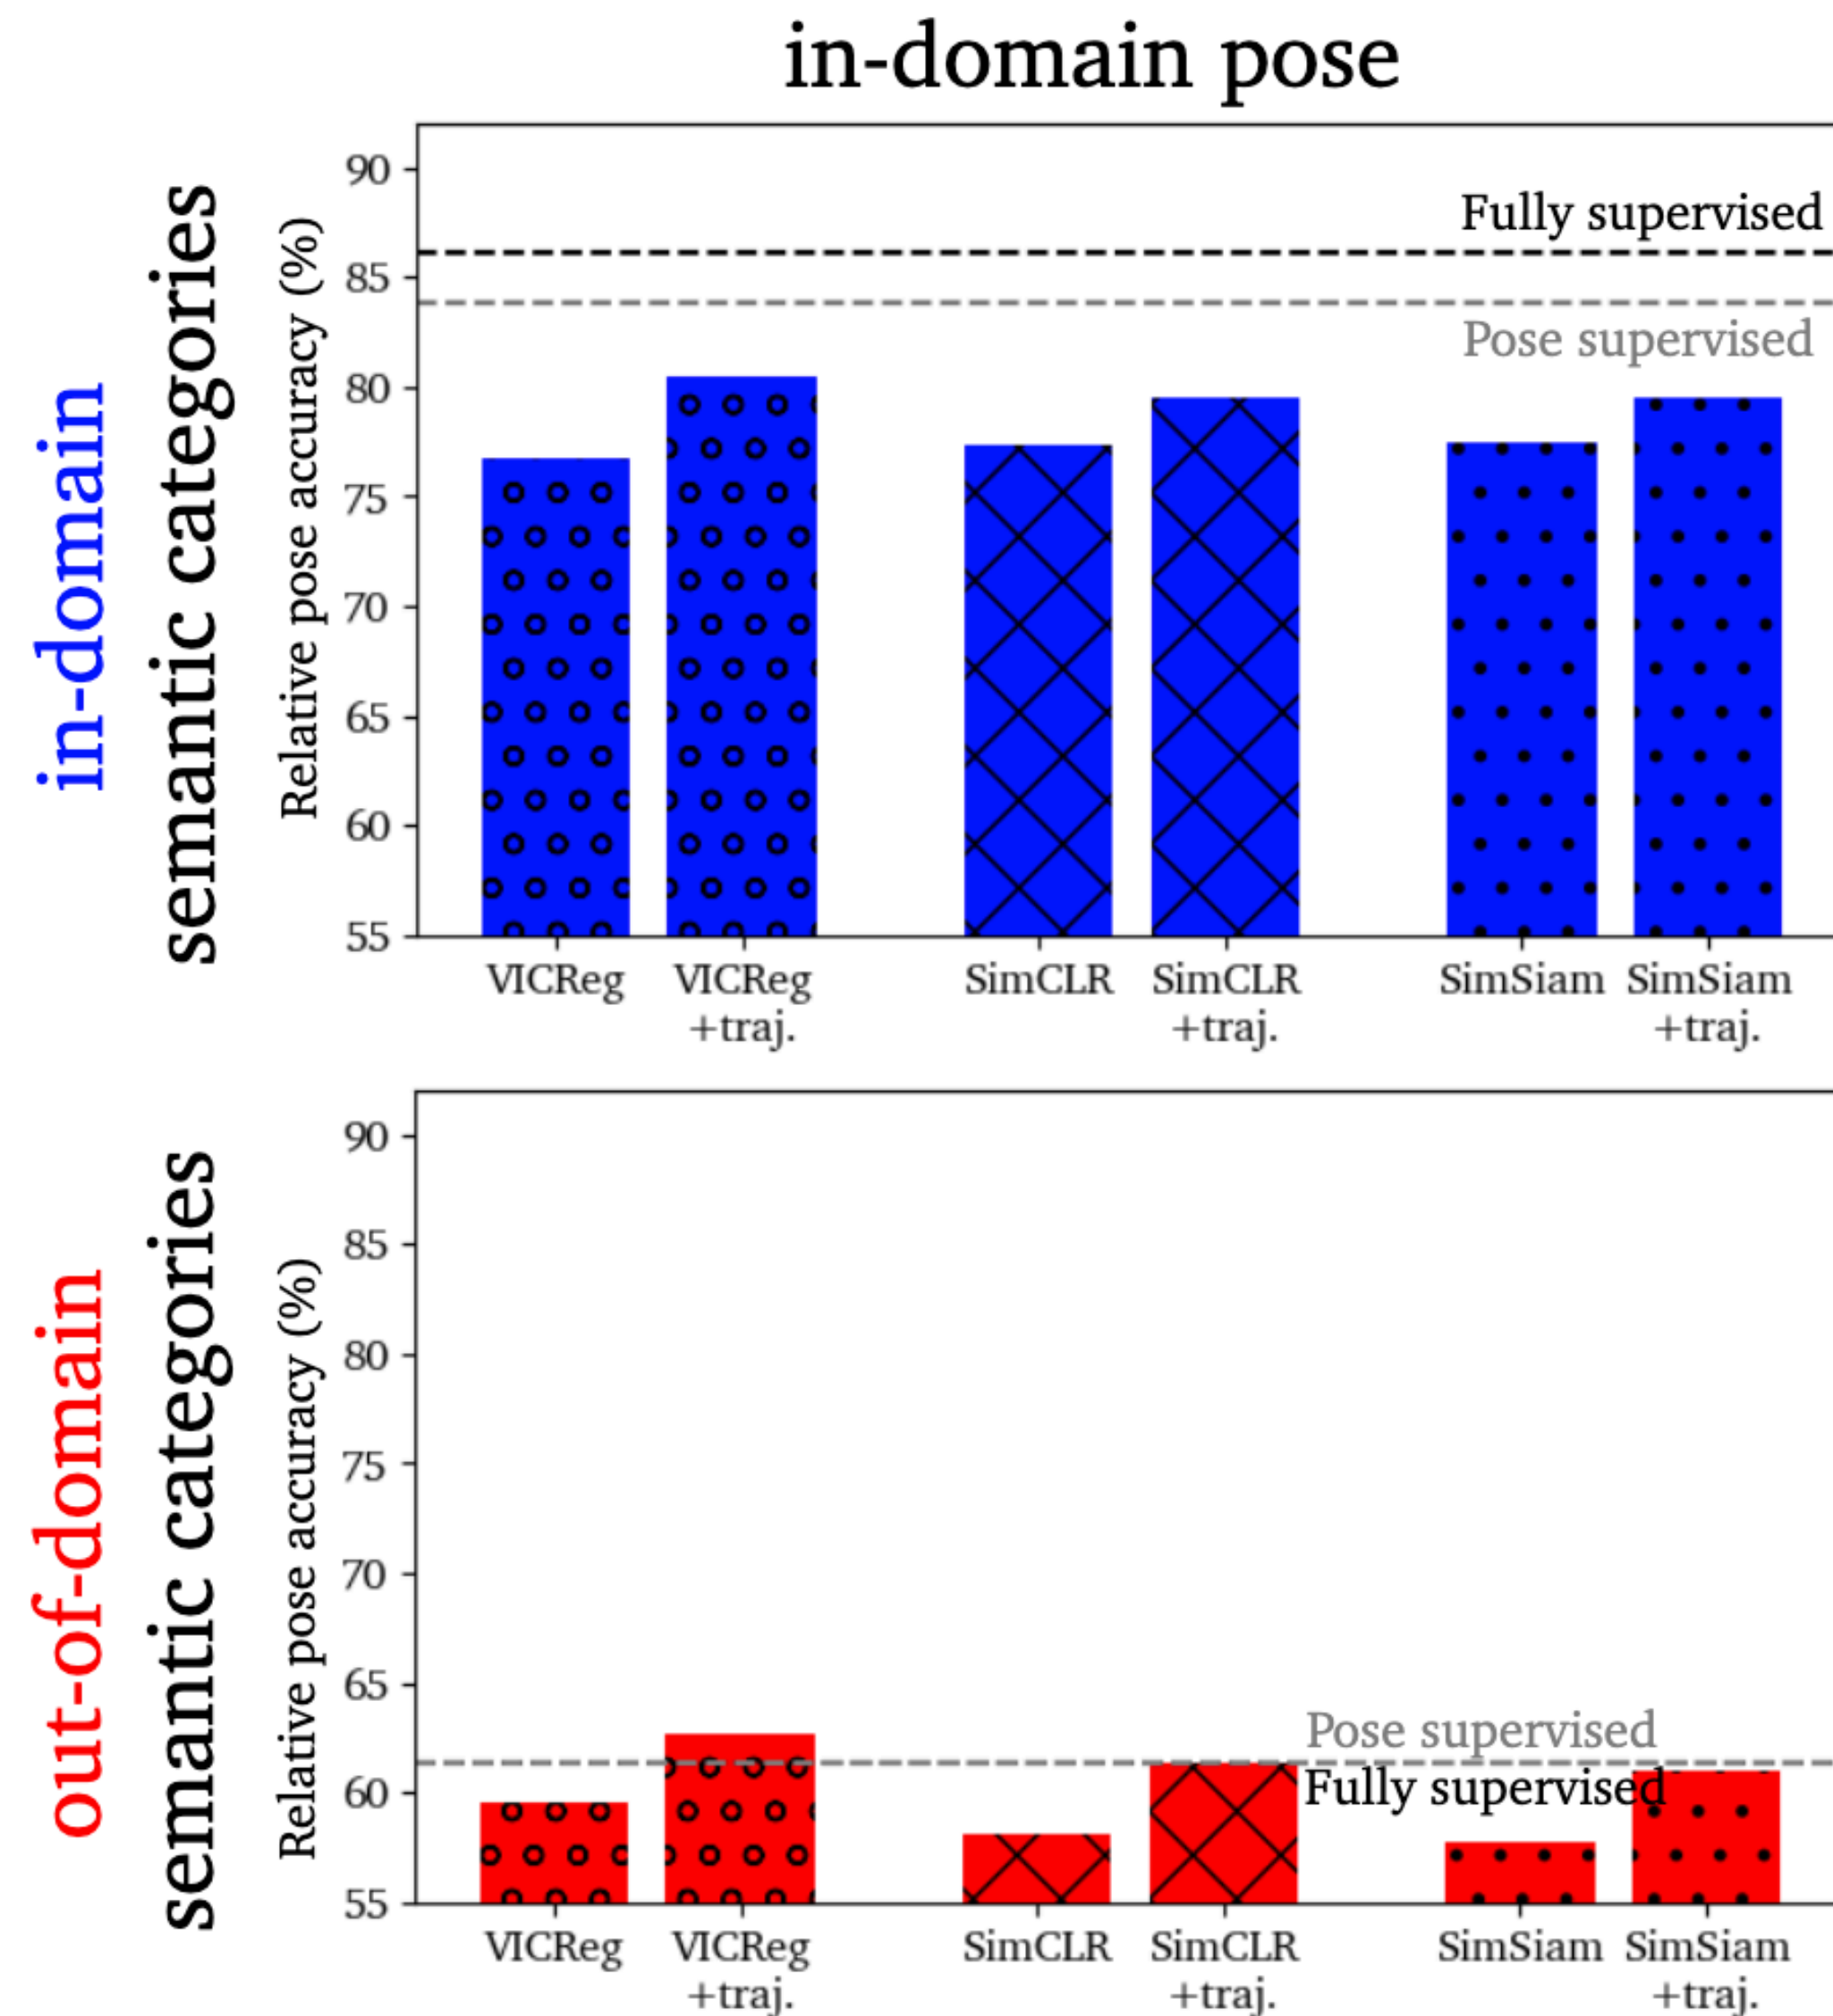 in-domain pose
in-domain
semantic categories
Relative pose accuracy (%)
90
85
80
75
70
65
60
55
Fully supervised
Pose supervised
VICReg
VICReg
+traj.
SimCLR
SimCLR
+traj.
SimSiam
SimSiam
+traj.
out-of-domain
semantic categories
Relative pose accuracy (%)
90
85
80
75
70
65
60
55
Pose supervised
Fully supervised
VICReg
VICReg
+traj.
SimCLR
SimCLR
+traj.
SimSiam
SimSiam
+traj.